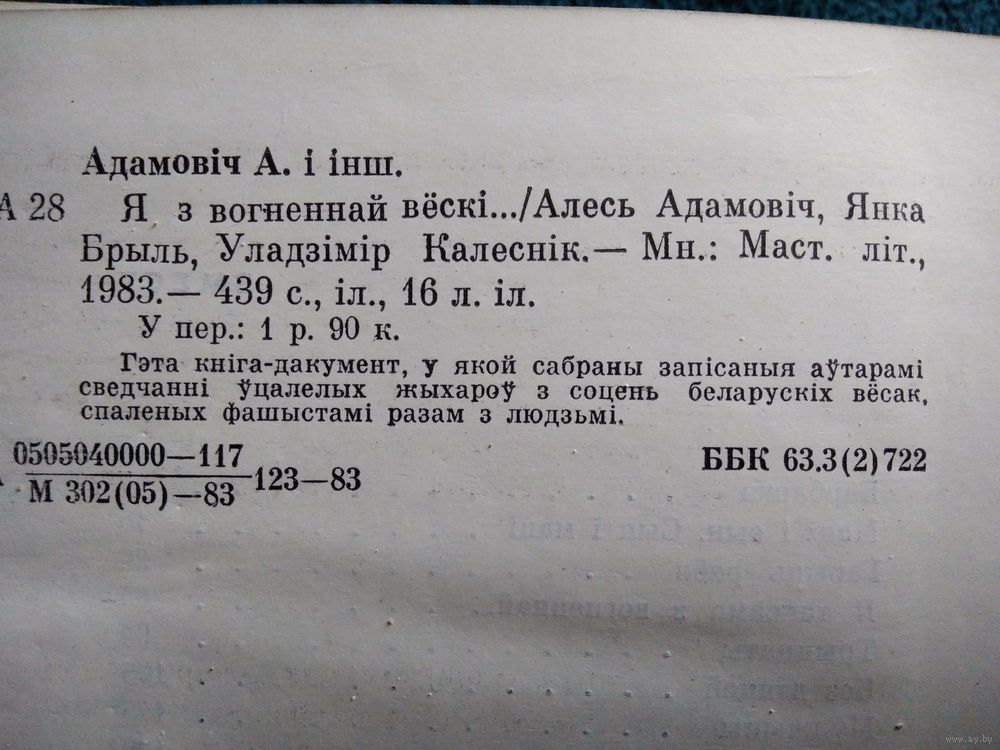 Адамовіч А. і інш.
А 28 Я з вогненнай вёскі.../Алесь Адамовіч, Янка
Брыль, Уладзімір Калеснік.— Мн.: Маст. літ.,
1983.— 439 с., іл., 16 л. іл.
У пер.: 1 р. 90 к.
Гэта кніга-дакумент, у якой сабраны запісаныя аўтарамі
сведчанні ўцалелых жыхароў з соцень беларускіх вёсак,
спаленых фашыстамі разам з людзьмі.
0505040000—117
М 302(05)—83
123—83
ББК 63.3(2)722
www.ay.by